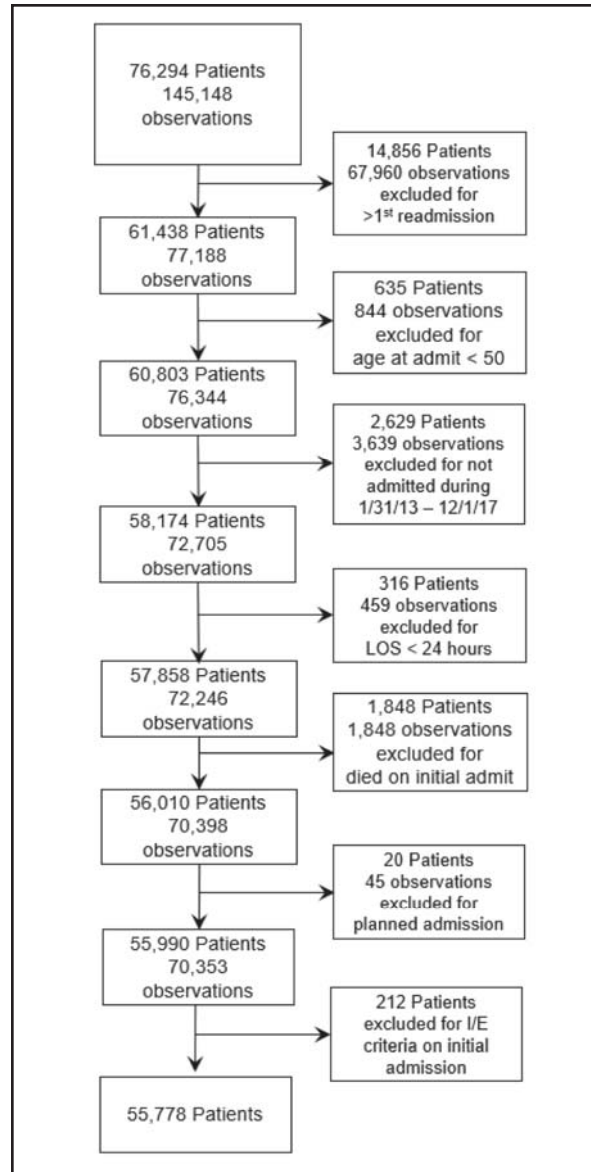 76,294 Patients
145,148
observations
14,856 Patients
67,960 observations
excluded for
>1st readmission
61,438 Patients
77,188
observations
635 Patients
844 observations
excluded for
age at admit < 50
60,803 Patients
76,344
observations
2,629 Patients
3,639 observations
excluded for not
admitted during
1/31/13 – 12/1/17
58,174 Patients
72,705
observations
316 Patients
459 observations
excluded for
LOS < 24 hours
57,858 Patients
72,246
observations
1,848 Patients
1,848 observations
excluded for
died on initial admit
56,010 Patients
70,398
observations
20 Patients
45 observations
excluded for
planned admission
55,990 Patients
70,353
observations
212 Patients
excluded for I/E
criteria on initial
admission
55,778 Patients